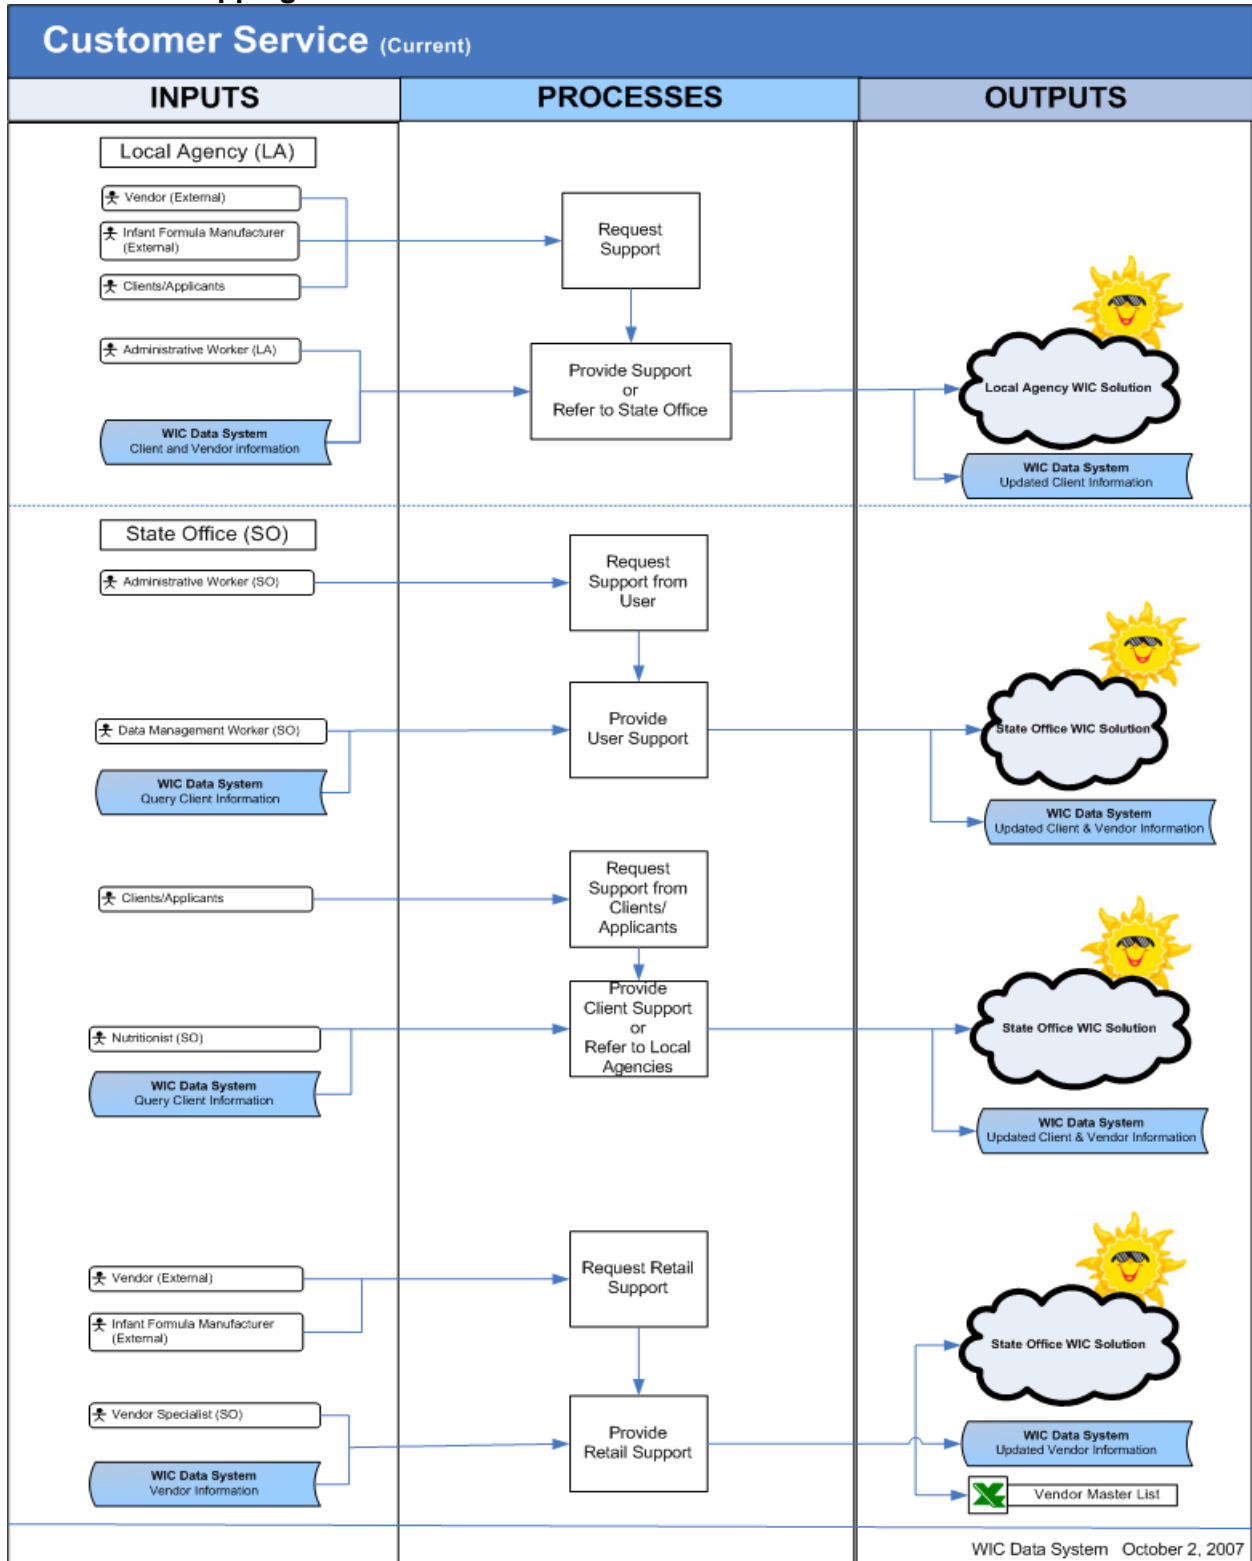 pping
Customer Service (Current)
INPUTS
PROCESSES
OUTPUTS
Local Agency (LA)
Vendor (External)
Infant Formula Manufacturer
(External)
Clients/Applicants
Request
Support
Administrative Worker (LA)
Provide Support
or
Refer to State Office
Local Agency WIC Solution
WIC Data System
Client and Vendor information
WIC Data System
Updated Client Information
State Office (SO)
Administrative Worker (SO)
Request
Support from
User
Data Management Worker (SO)
Provide
User Support
State Office WIC Solution
WIC Data System
Query Client Information
WIC Data System
Updated Client & Vendor Information
Clients/Applicants
Request
Support from
Clients/
Applicants
Nutritionist (SO)
Provide
Client Support
or
Refer to Local
Agencies
State Office WIC Solution
WIC Data System
Query Client Information
WIC Data System
Updated Client & Vendor Information
Vendor (External)
Infant Formula Manufacturer
(External)
Request Retail
Support
State Office WIC Solution
Vendor Specialist (SO)
Provide
Retail Support
WIC Data System
Updated Vendor Information
WIC Data System
Vendor Information
Vendor Master List
WIC Data System October 2, 2007